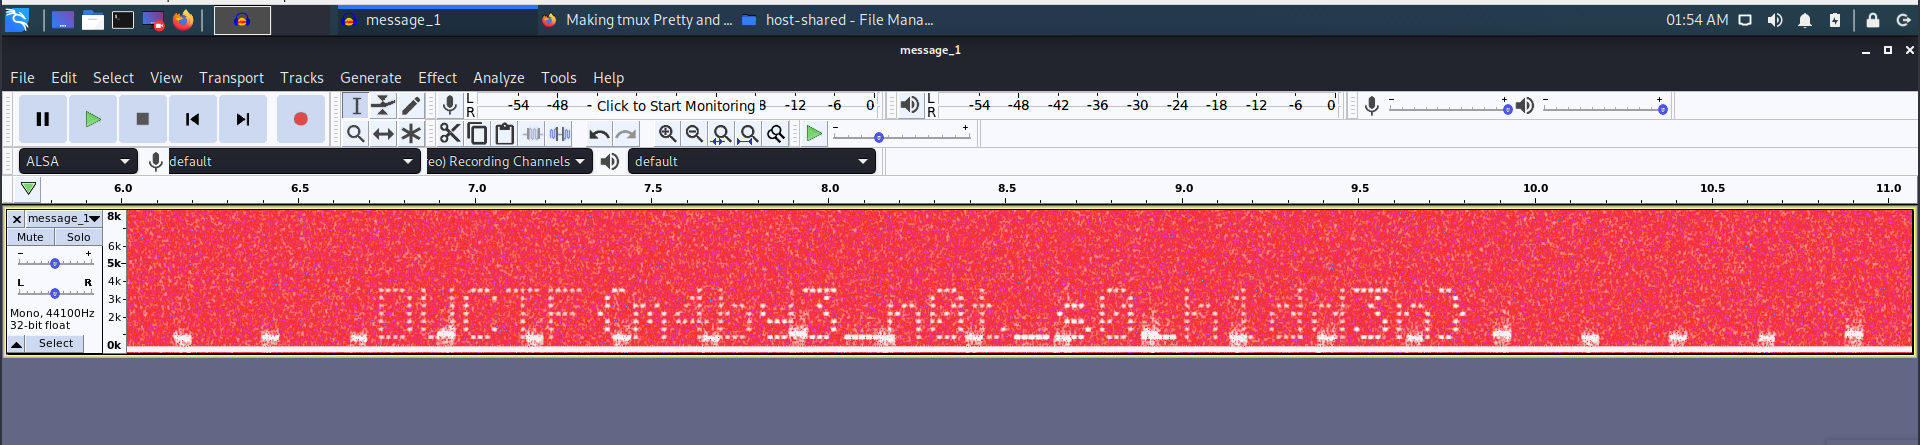 message_1
Making tmux Pretty and ...
host-shared - File Mana...
01:54 AM
message_1
File Edit Select View Transport Tracks Generate Effect Analyze Tools Help
L R -54 -48 - Click to Start Monitoring 8 -12 -6 0
L R -54 -48 -42 -36 -30 -24 -18 -12 -6 0
- +
- +
- +
ALSA
default
eo) Recording Channels
default
6.0 6.5 7.0 7.5 8.0 8.5 9.0 9.5 10.0 10.5 11.0
message_1
Mute Solo
- +
L R
Mono, 44100Hz
32-bit float
Select
8k
6k
5k
4k
3k
2k
0k